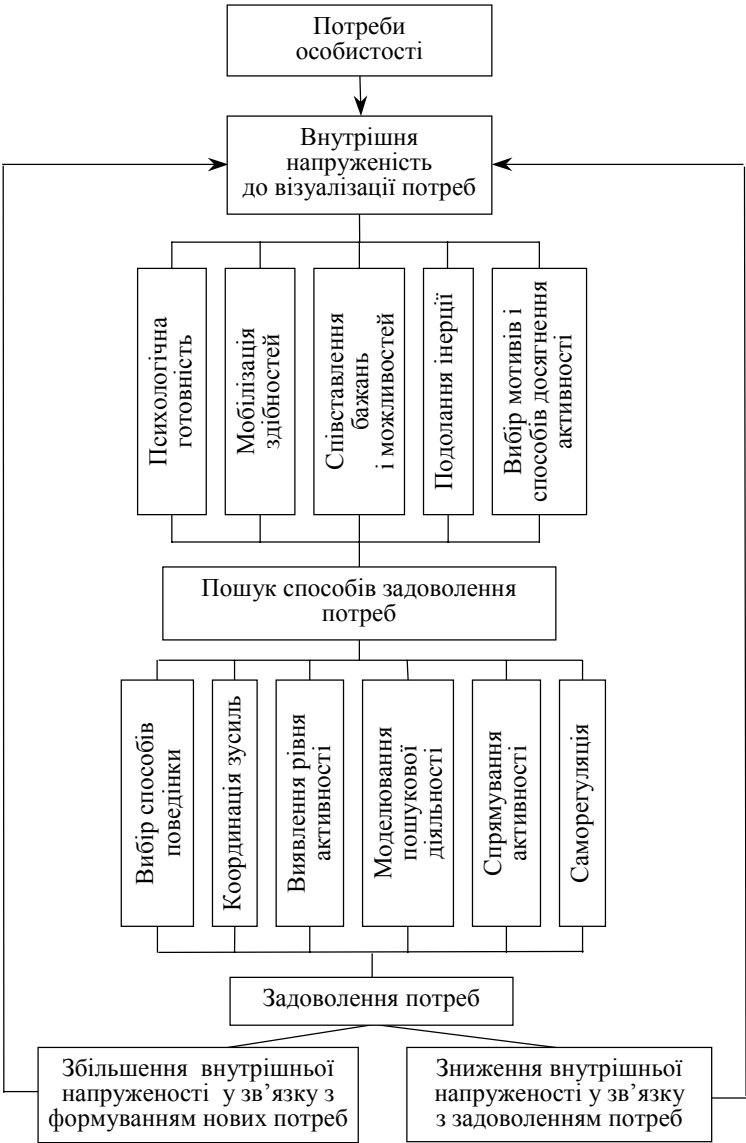 Потреби
особистості
Внутрішня
напруженість
до візуалізації потреб
Психологічна
готовність
Мобілізація
здібностей
Співставлення
бажань
і можливостей
Подолання інерції
Вибір мотивів і
способів досягнен
активності
Пошук способів задоволення
потреб
Вибір способів
поведінки
Координація зусиль
Виявлення рівня
активності
Моделювання
пошукової
діяльності
Спрямування
активності
Саморегуляція
Задоволення потреб
Збільшення внутрішньої
напруженості у зв’язку з
формуванням нових потреб
Зниження внутрішньої
напруженості у зв’язку
з задоволенням потреб